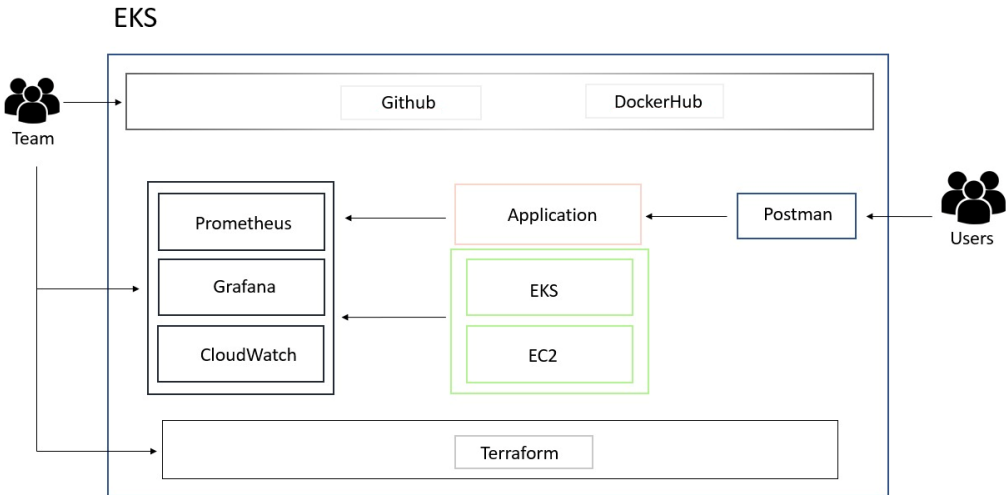 EKS
Github
DockerHub
Team
Prometheus
Application
Postman
Users
Grafana
EKS
CloudWatch
EC2
Terraform